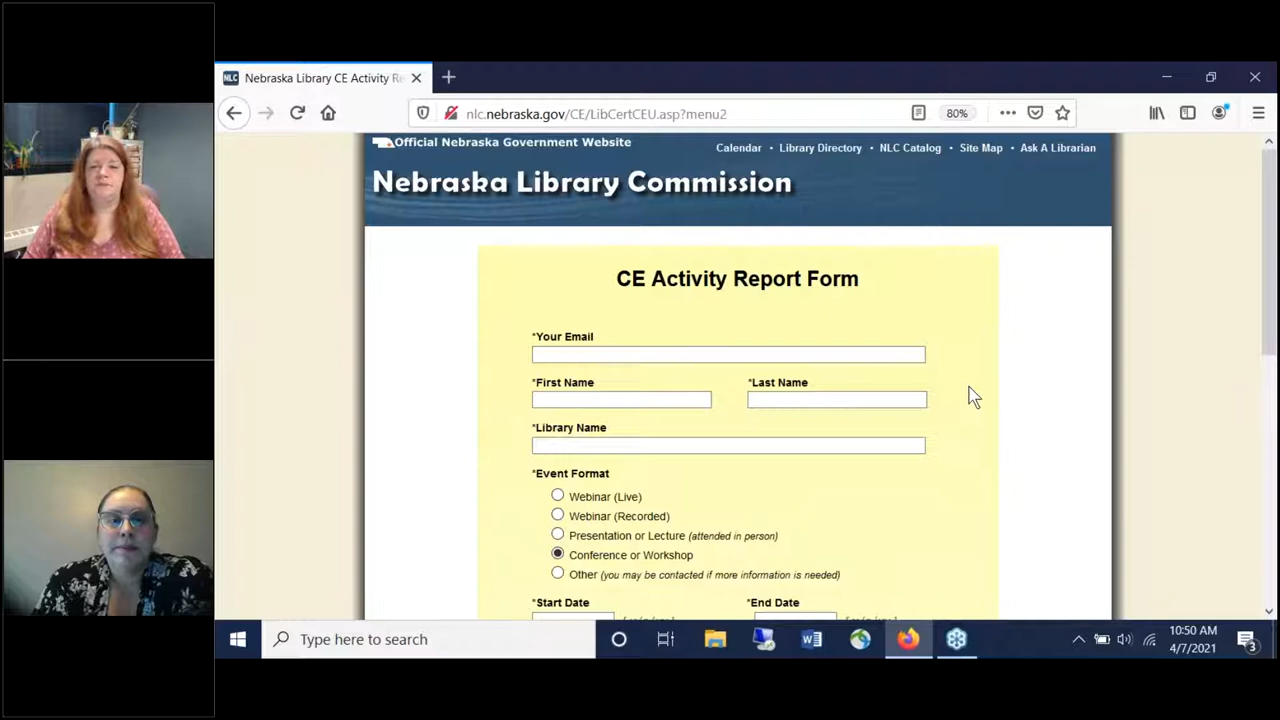 NLC Nebraska Library CE Activity Re
nlc.nebraska.gov/CE/LibCertCEU.asp?menu2
80%
Official Nebraska Government Website
Calendar • Library Directory • NLC Catalog • Site Map • Ask A Librarian
Nebraska Library Commission
CE Activity Report Form
*Your Email
*First Name *Last Name
*Library Name
*Event Format
Webinar (Live)
Webinar (Recorded)
Presentation or Lecture (attended in person)
Conference or Workshop
Other (you may be contacted if more information is needed)
*Start Date *End Date
Type here to search
10:50 AM
4/7/2021
3